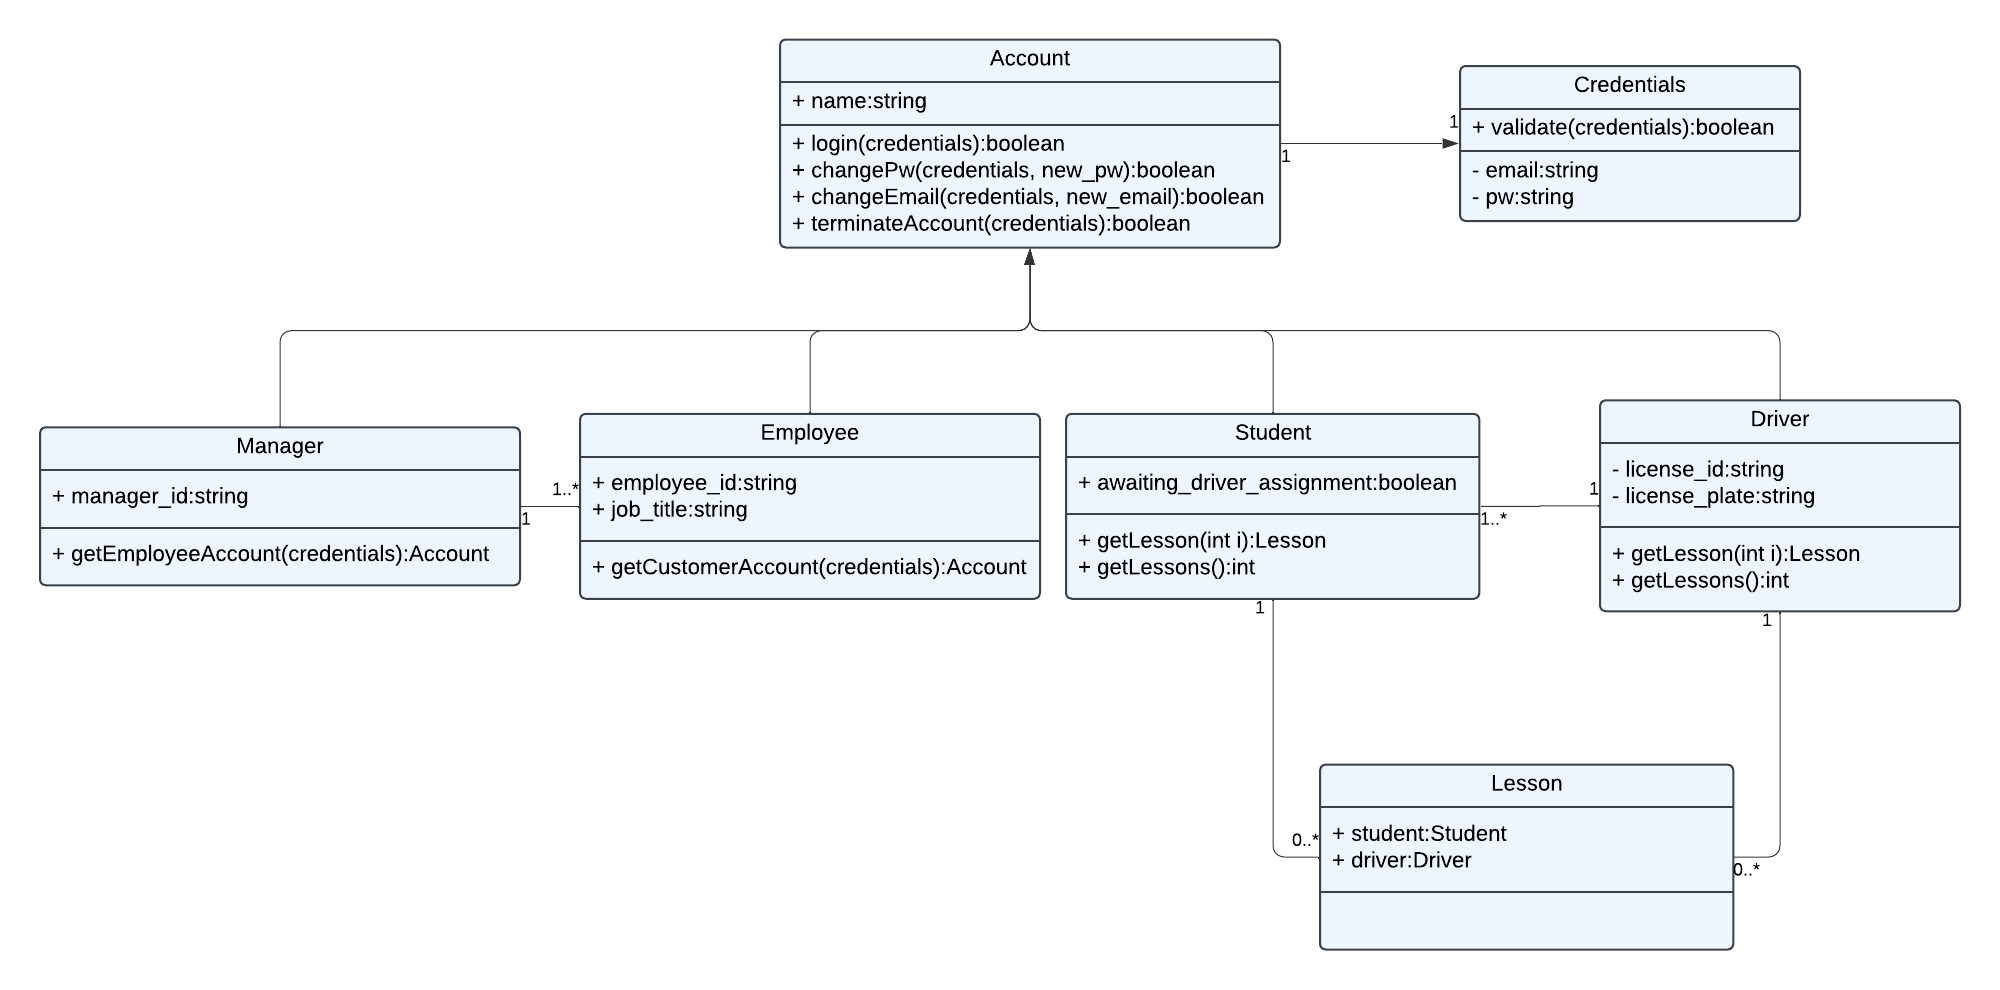 Account
+ name:string
+ login(credentials):boolean
+ changePw(credentials, new_pw):boolean
+ changeEmail(credentials, new_email):boolean
+ terminateAccount(credentials):boolean
1
1
Credentials
+ validate(credentials):boolean
- email:string
- pw:string
Manager
+ manager_id:string
+ getEmployeeAccount(credentials):Account
1
1..*
Employee
+ employee_id:string
+ job_title:string
+ getCustomerAccount(credentials):Account
Student
+ awaiting_driver_assignment:boolean
+ getLesson(int i):Lesson
+ getLessons():int
1..*
1
Driver
- license_id:string
- license_plate:string
+ getLesson(int i):Lesson
+ getLessons():int
1
1
0..*
0..*
Lesson
+ student:Student
+ driver:Driver